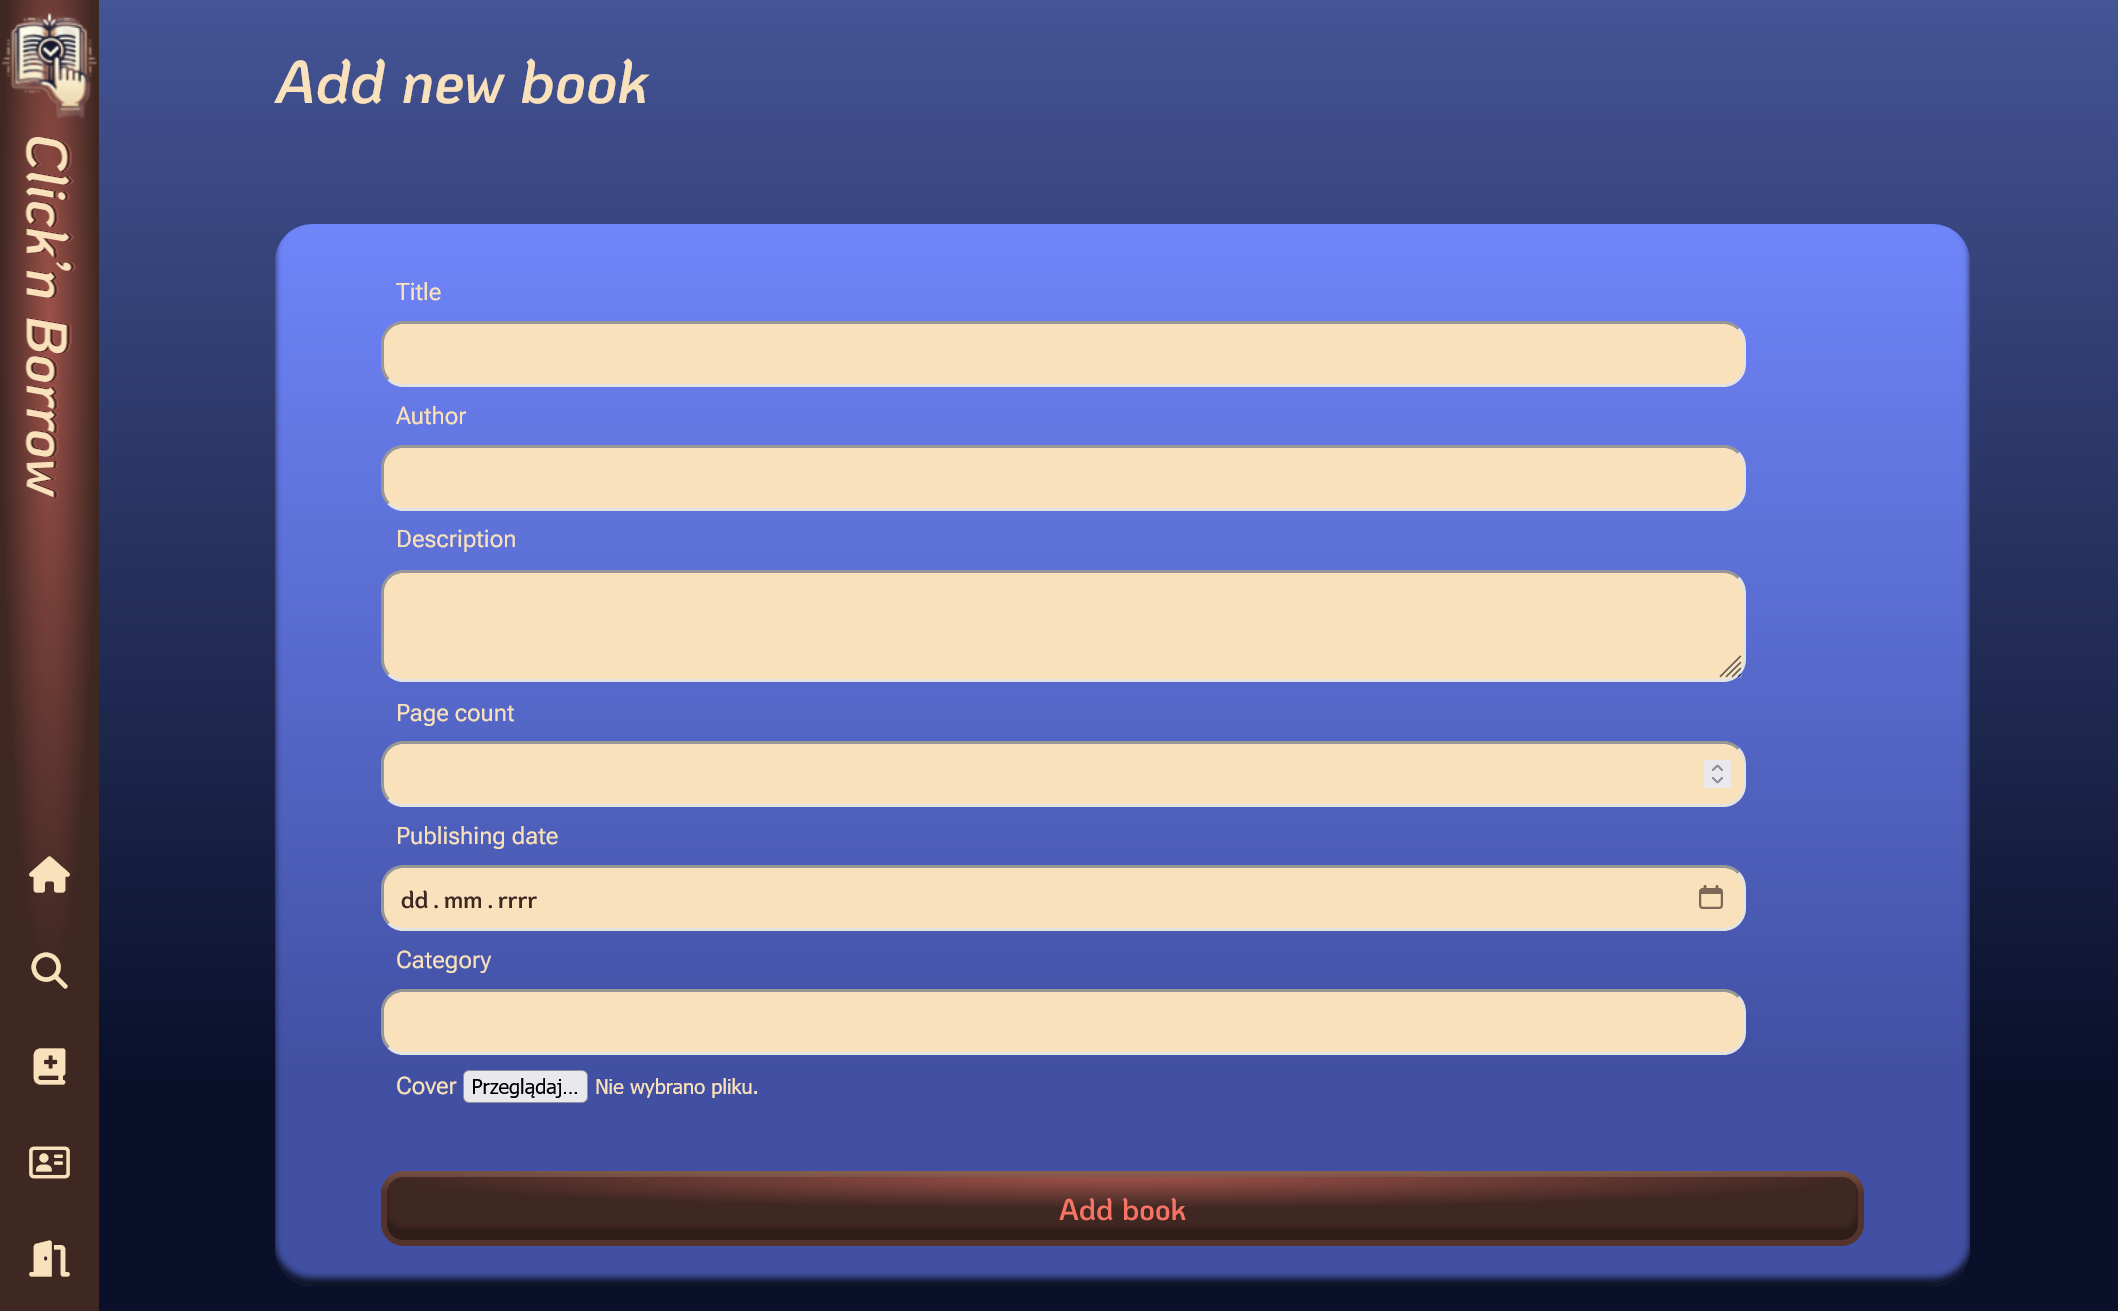 Click'n Borrow
Add new book
Title
Author
Description
Page count
Publishing date
dd.mm.rrrr
Category
Cover Przeglądaj... Nie wybrano pliku.
Add book